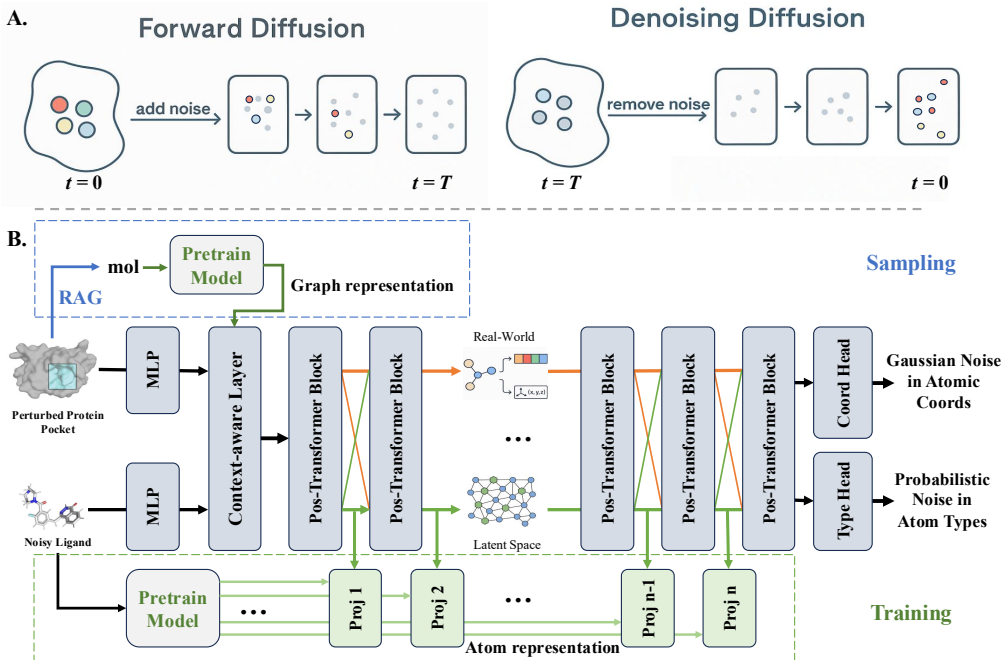 A.
Forward Diffusion
Denoising Diffusion
add noise
remove noise
t = 0
t = T
t = T
t = 0
B.
mol
Pretrain
Model
Sampling
RAG
Graph representation
Perturbed Protein
Pocket
MLP
Context-aware Layer
Pos-Transformer Block
Pos-Transformer Block
Real-World
(x,y,z)
...
Latent Space
Pos-Transformer Block
Pos-Transformer Block
Pos-Transformer Block
Coord Head
Gaussian Noise
in Atomic
Coords
Noisy Ligand
MLP
Type Head
Probabilistic
Noise in
Atom Types
Pretrain
Model
...
Proj 1
Proj 2
...
Proj n-1
Proj n
Training
Atom representation